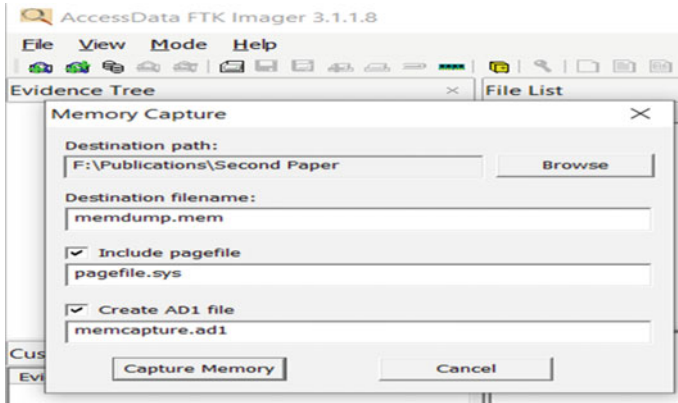 AccessData FTK Imager 3.1.1.8
File View Mode Help
Evidence Tree
File List
Memory Capture
Destination path:
F:\Publications\Second Paper
Browse
Destination filename:
memdump.mem
Include pagefile
pagefile.sys
Create AD1 file
memcapture.ad1
Cus
Capture Memory
Cancel
Evi